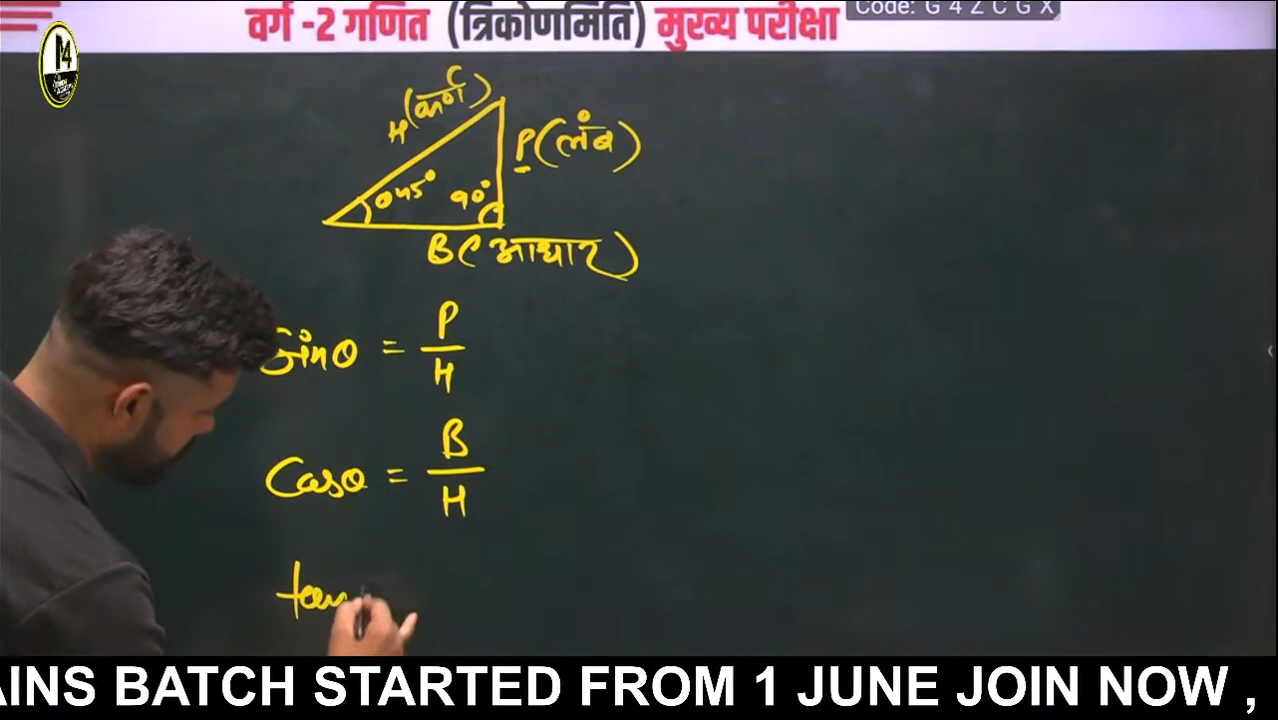 Code: G 4 Z C G X
वर्ग -2 गणित (त्रिकोणमिति) मुख्य परीक्षा
H(कर्ण)
P(लंब)
θ 45°
90°
B(आधार)
Sinθ = P/H
Cosθ = B/H
tan
AINS BATCH STARTED FROM 1 JUNE JOIN NOW ,